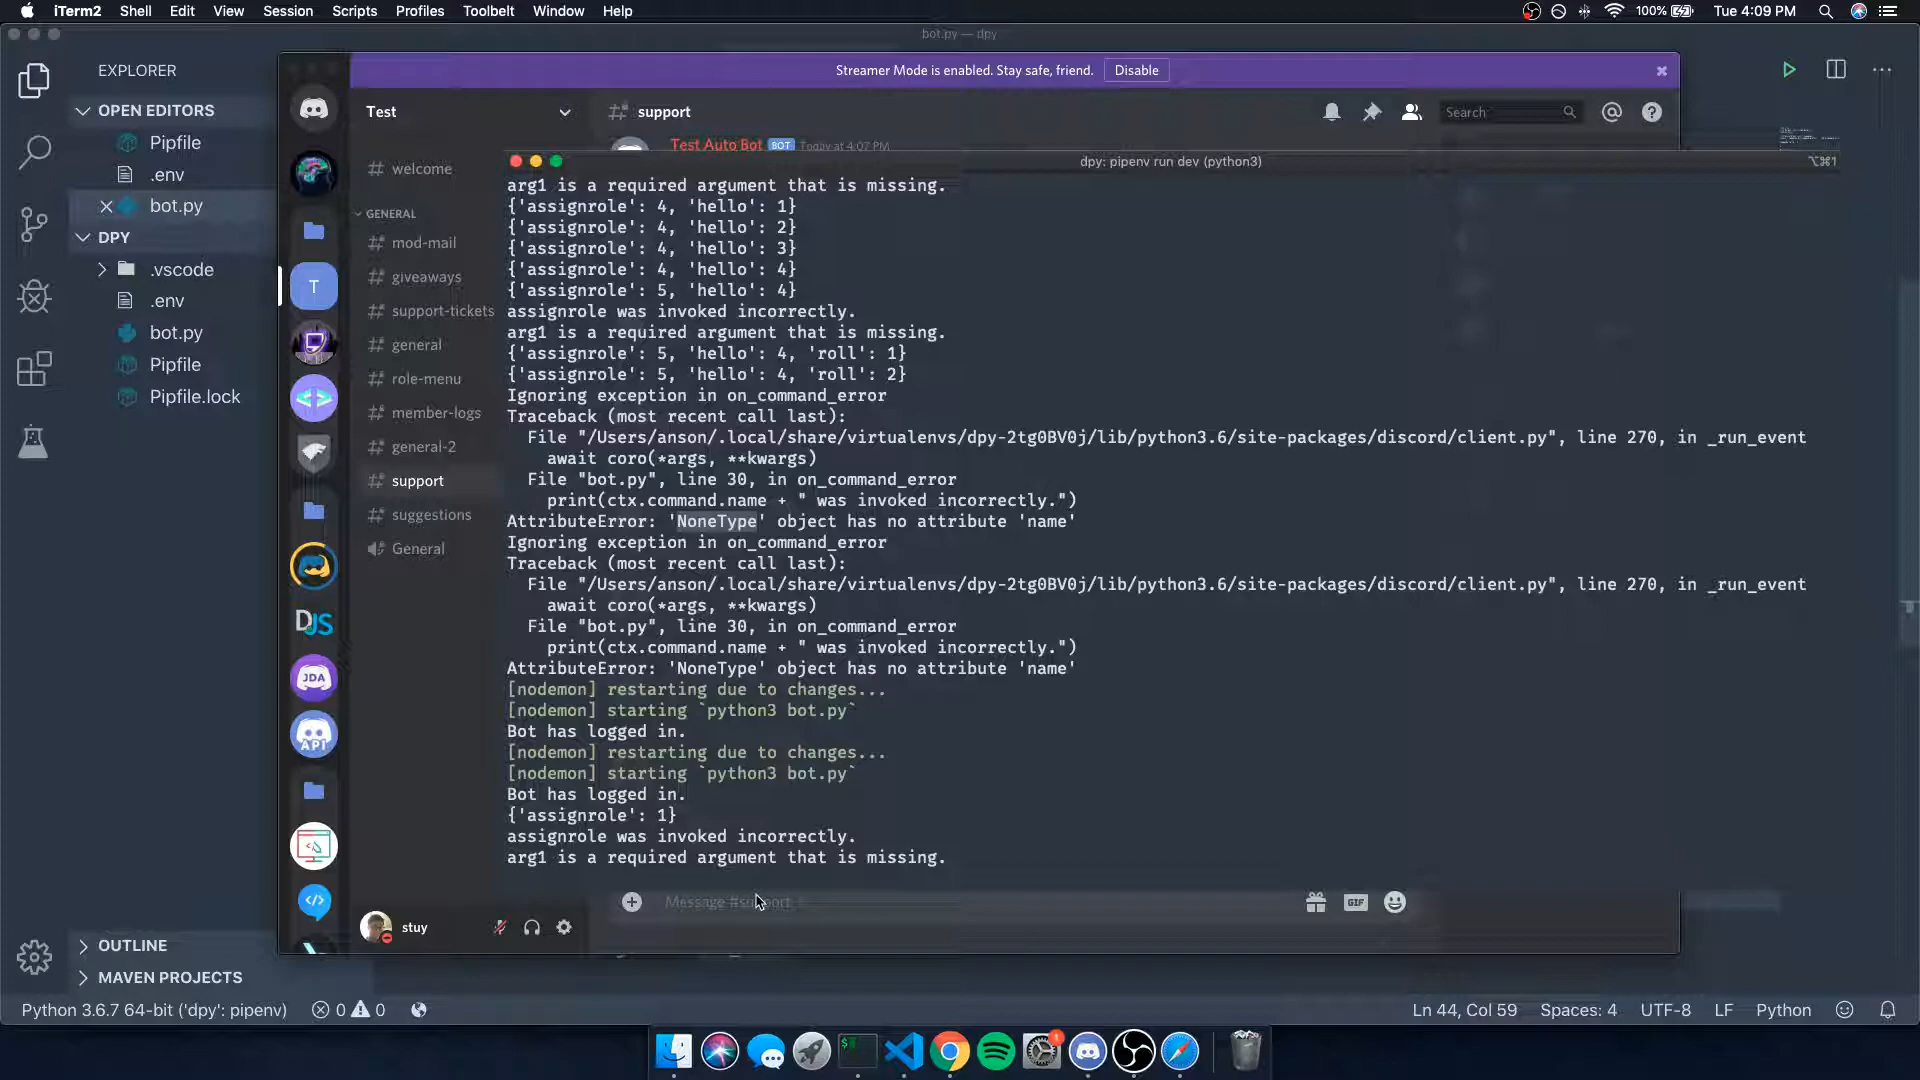 iTerm2 Shell Edit View Session Scripts Profiles Toolbelt Window Help 100% Tue 4:09 PM
bot.py — dpy
EXPLORER
OPEN EDITORS
Pipfile
.env
bot.py
DPY
.vscode
.env
bot.py
Pipfile
Pipfile.lock
OUTLINE
MAVEN PROJECTS
Streamer Mode is enabled. Stay safe, friend. Disable
Test
support
Search
T
DJS
JDA
API
welcome
GENERAL
mod-mail
giveaways
support-tickets
general
role-menu
member-logs
general-2
support
suggestions
General
stuy
Test Auto Bot BOT Today at 4:07 PM
dpy: pipenv run dev (python3) ⌥⌘1
arg1 is a required argument that is missing.
{'assignrole': 4, 'hello': 1}
{'assignrole': 4, 'hello': 2}
{'assignrole': 4, 'hello': 3}
{'assignrole': 4, 'hello': 4}
{'assignrole': 5, 'hello': 4}
assignrole was invoked incorrectly.
arg1 is a required argument that is missing.
{'assignrole': 5, 'hello': 4, 'roll': 1}
{'assignrole': 5, 'hello': 4, 'roll': 2}
Ignoring exception in on_command_error
Traceback (most recent call last):
File "/Users/anson/.local/share/virtualenvs/dpy-2tg0BV0j/lib/python3.6/site-packages/discord/client.py", line 270, in _run_event
await coro(*args, **kwargs)
File "bot.py", line 30, in on_command_error
print(ctx.command.name + " was invoked incorrectly.")
AttributeError: 'NoneType' object has no attribute 'name'
Ignoring exception in on_command_error
Traceback (most recent call last):
File "/Users/anson/.local/share/virtualenvs/dpy-2tg0BV0j/lib/python3.6/site-packages/discord/client.py", line 270, in _run_event
await coro(*args, **kwargs)
File "bot.py", line 30, in on_command_error
print(ctx.command.name + " was invoked incorrectly.")
AttributeError: 'NoneType' object has no attribute 'name'
[nodemon] restarting due to changes...
[nodemon] starting `python3 bot.py`
Bot has logged in.
[nodemon] restarting due to changes...
[nodemon] starting `python3 bot.py`
Bot has logged in.
{'assignrole': 1}
assignrole was invoked incorrectly.
arg1 is a required argument that is missing.
Message #support
GIF
Python 3.6.7 64-bit ('dpy': pipenv) 0 0 Ln 44, Col 59 Spaces: 4 UTF-8 LF Python
1